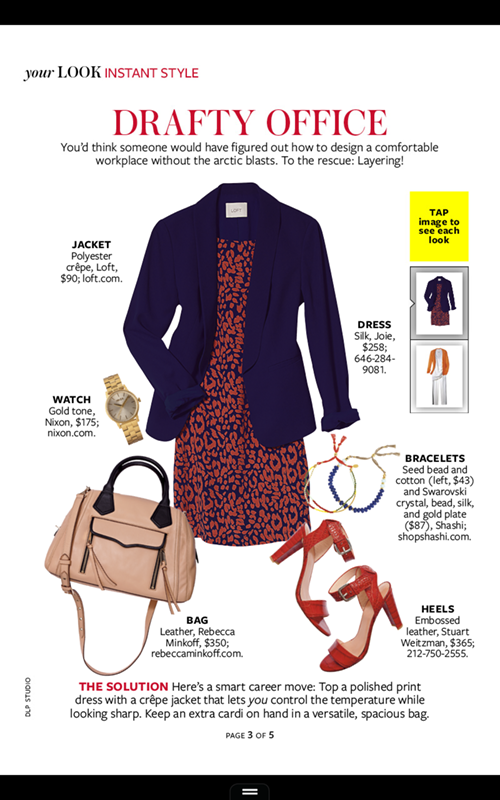 your LOOK INSTANT STYLE
DRAFTY OFFICE
You'd think someone would have figured out how to design a comfortable
workplace without the arctic blasts. To the rescue: Layering!
LOFT
TAP
image to
see each
look
JACKET
Polyester
crêpe, Loft,
$90; loft.com.
DRESS
Silk, Joie,
$258;
646-284-
9081.
WATCH
Gold tone,
Nixon, $175;
nixon.com.
BRACELETS
Seed bead and
cotton (left, $43)
and Swarovski
crystal, bead, silk,
and gold plate
($87), Shashi;
shopshashi.com.
BAG
Leather, Rebecca
Minkoff, $350;
rebeccaminkoff.com.
HEELS
Embossed
leather, Stuart
Weitzman, $365;
212-750-2555.
DLP STUDIO
THE SOLUTION Here's a smart career move: Top a polished print
dress with a crêpe jacket that lets you control the temperature while
looking sharp. Keep an extra cardi on hand in a versatile, spacious bag.
PAGE 3 OF 5